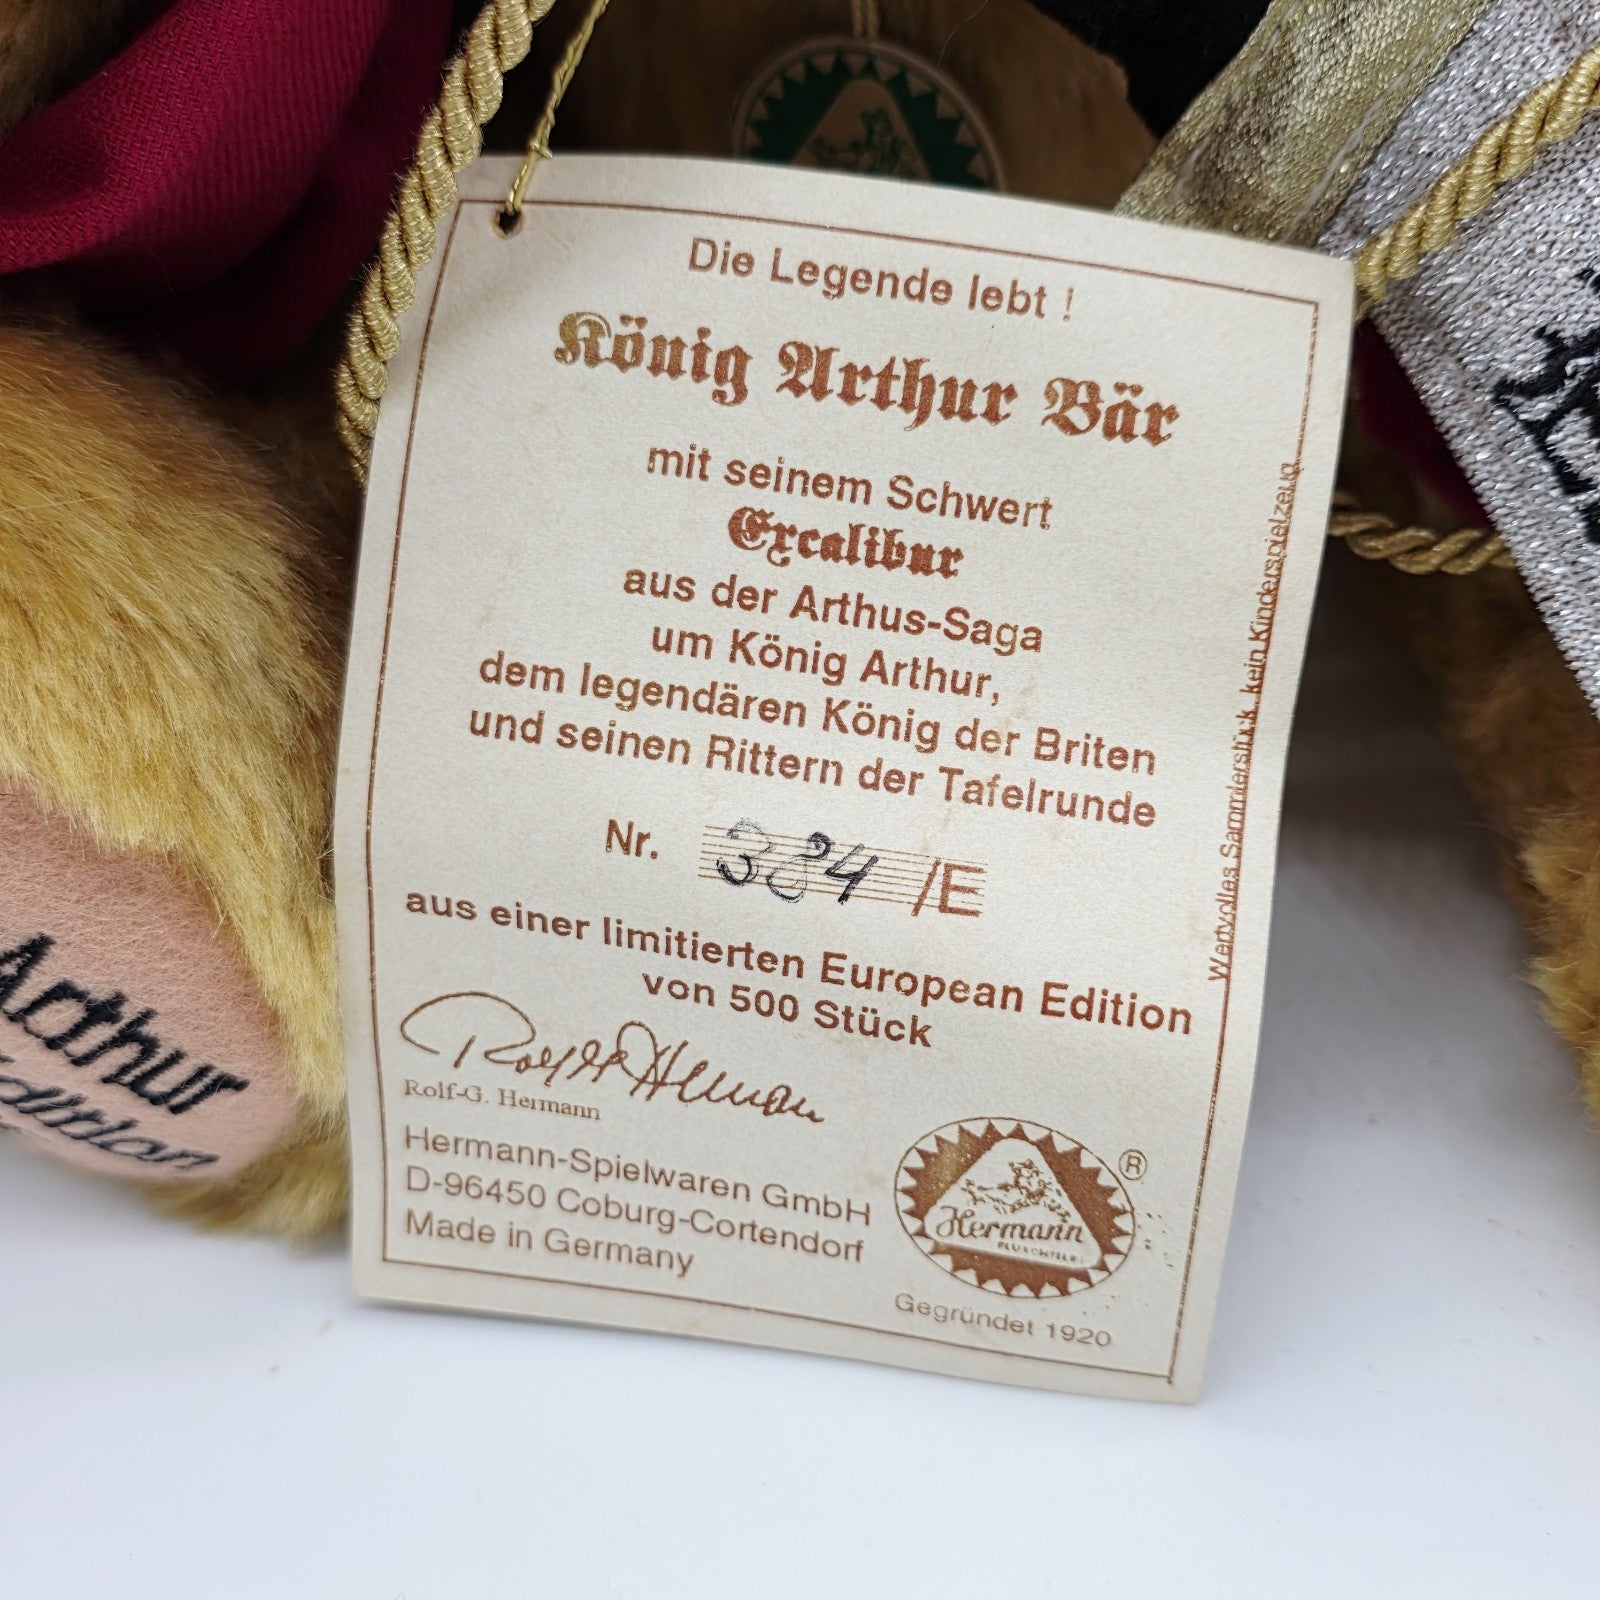 Die Legende lebt !
König Arthur Bär
mit seinem Schwert
Excalibur
aus der Arthus-Saga
um König Arthur,
dem legendären König der Briten
und seinen Rittern der Tafelrunde
Nr. 384 /E
aus einer limitierten European Edition
von 500 Stück
Rolf-G. Hermann
Hermann-Spielwaren GmbH
D-96450 Coburg-Cortendorf
Made in Germany
Hermann
®
Gegründet 1920
Wertvolles Sammlerstück kein Kinderspielzeug
Arthur